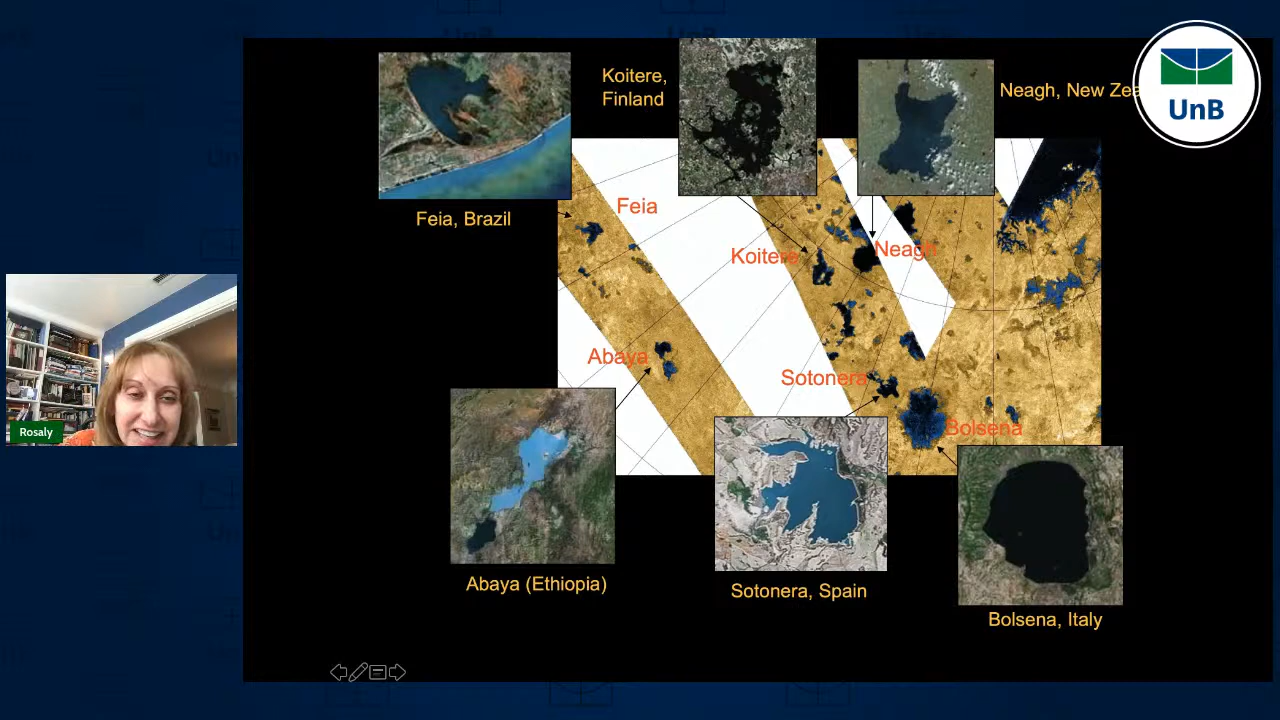 Koitere,
Finland
Neagh, New Zea
UnB
Feia, Brazil
Feia
Koitere
Neagh
Abaya
Sotonera
Bolsena
Rosaly
Abaya (Ethiopia)
Sotonera, Spain
Bolsena, Italy